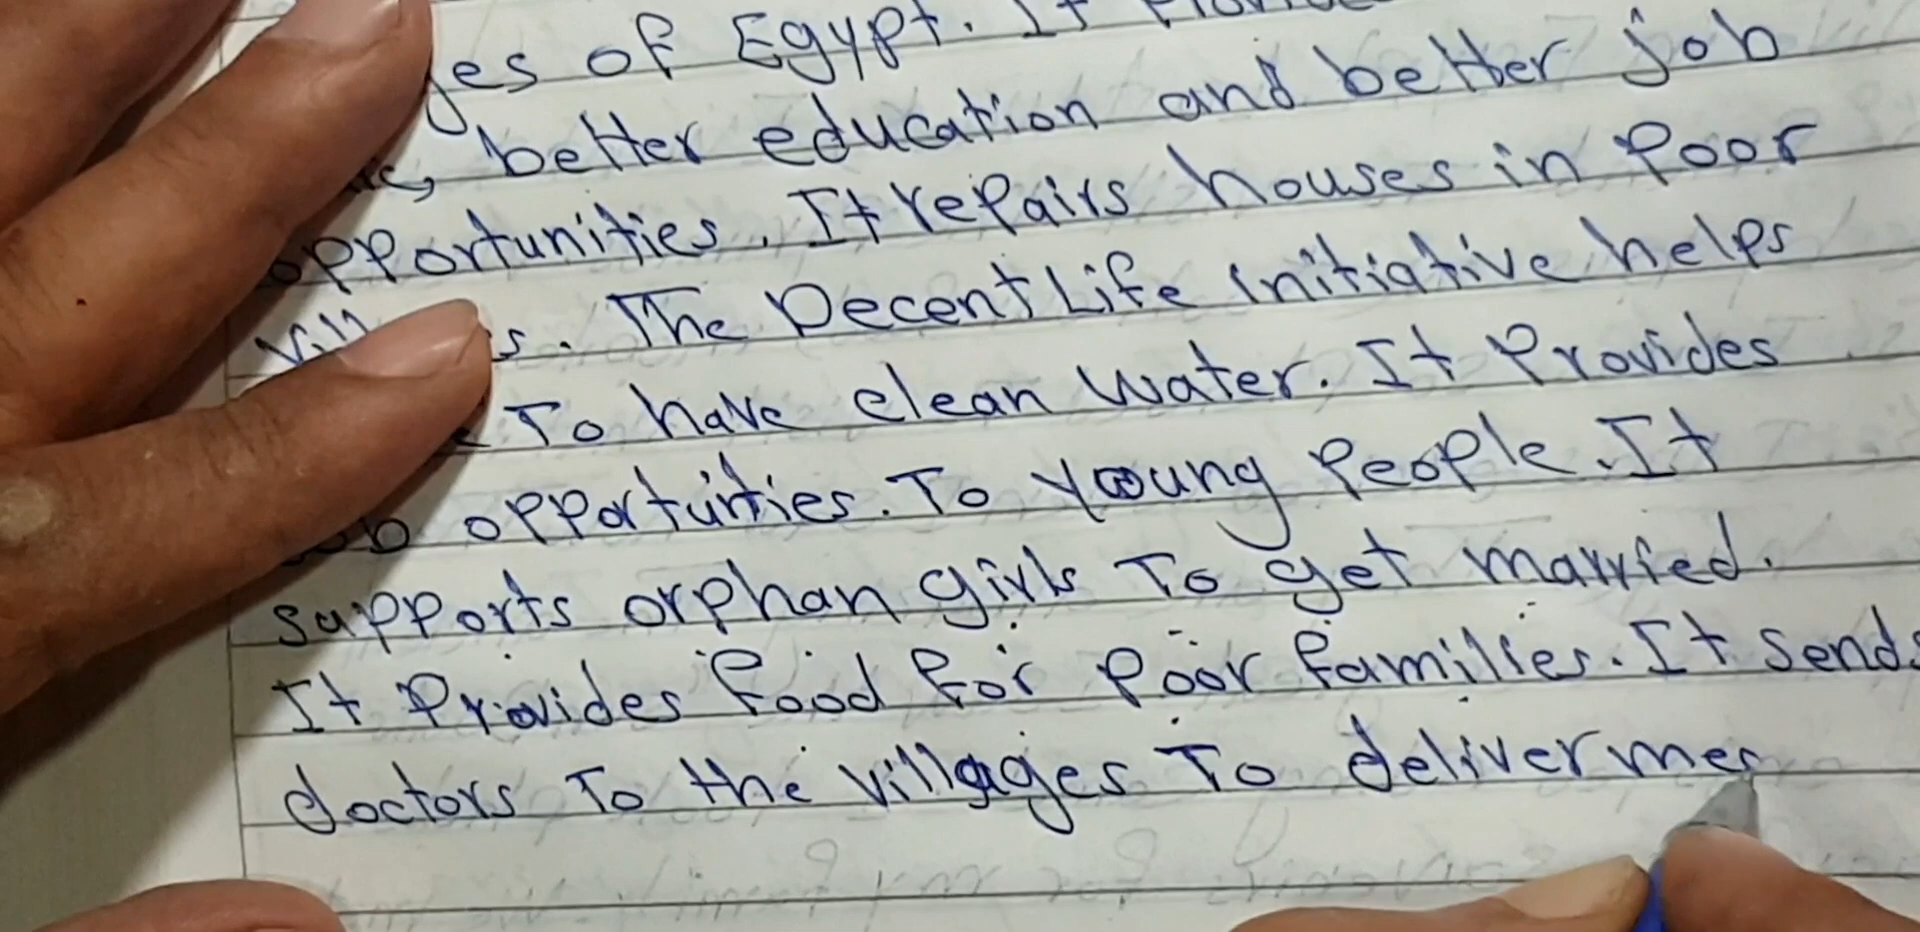 of Egypt. It
better education and better job
opportunities. It repairs houses in Poor
The Decent Life initiative helps
To have clean water. It Provides
opportunities. To young People. It
supports orphan girls To get married.
It Provides food for Poor families. It sends
doctors To the villages To deliver